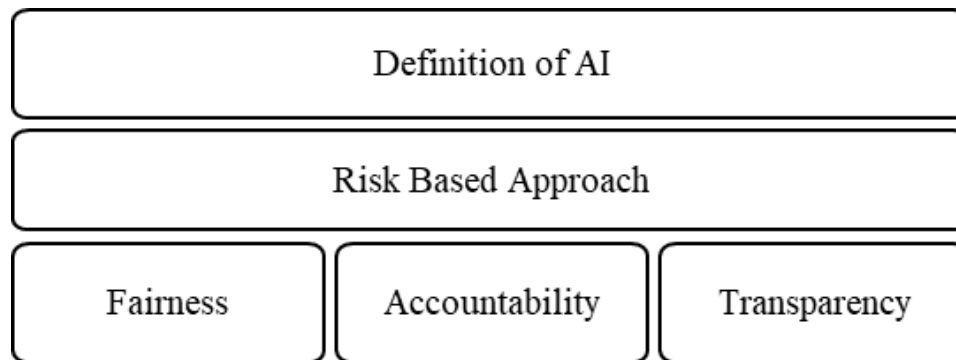 Definition of AI
Risk Based Approach
Fairness
Accountability
Transparency